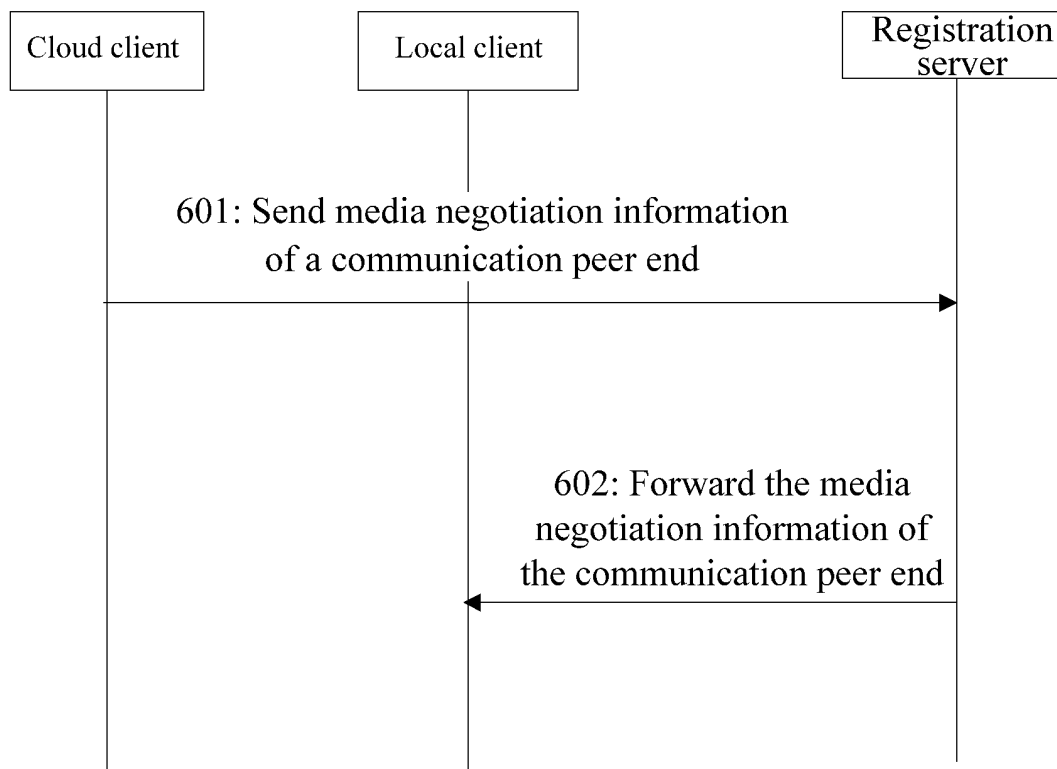 Cloud client
Local client
Registration
server
601: Send media negotiation information
of a communication peer end
602: Forward the media
negotiation information of
the communication peer end